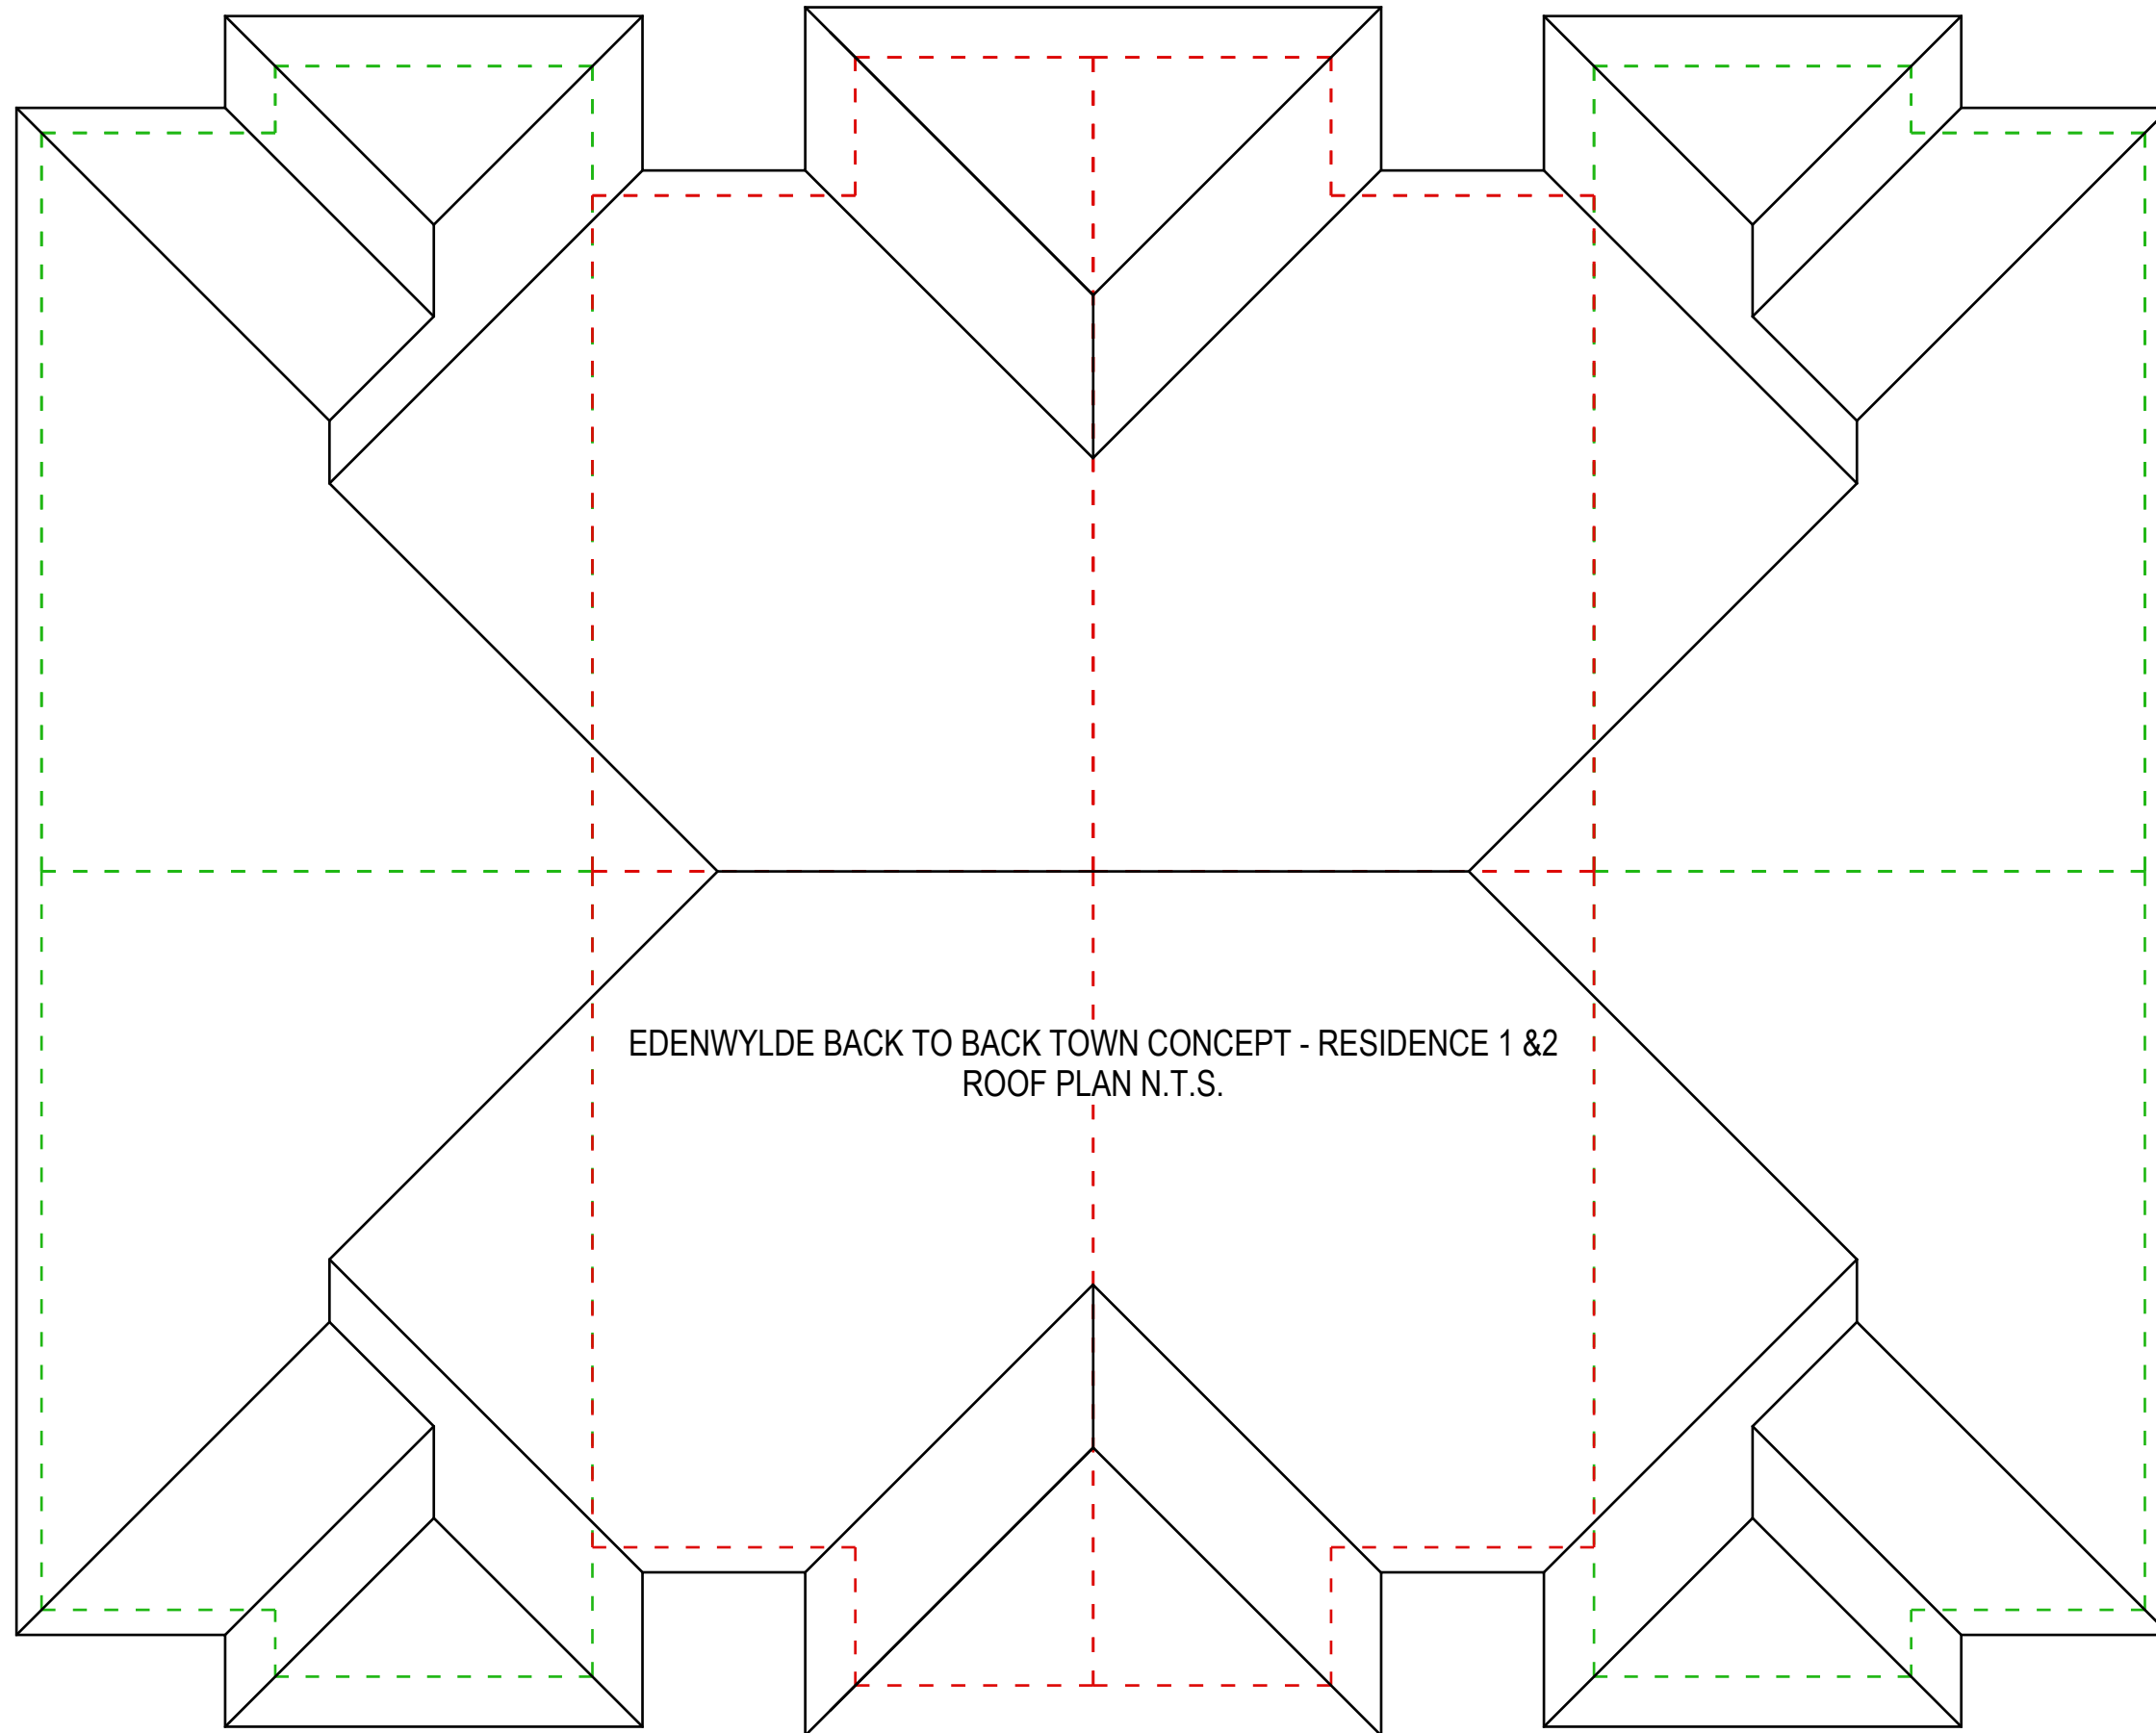 EDENWYLDE BACK TO BACK TOWN CONCEPT - RESIDENCE 1 &2
ROOF PLAN N.T.S.